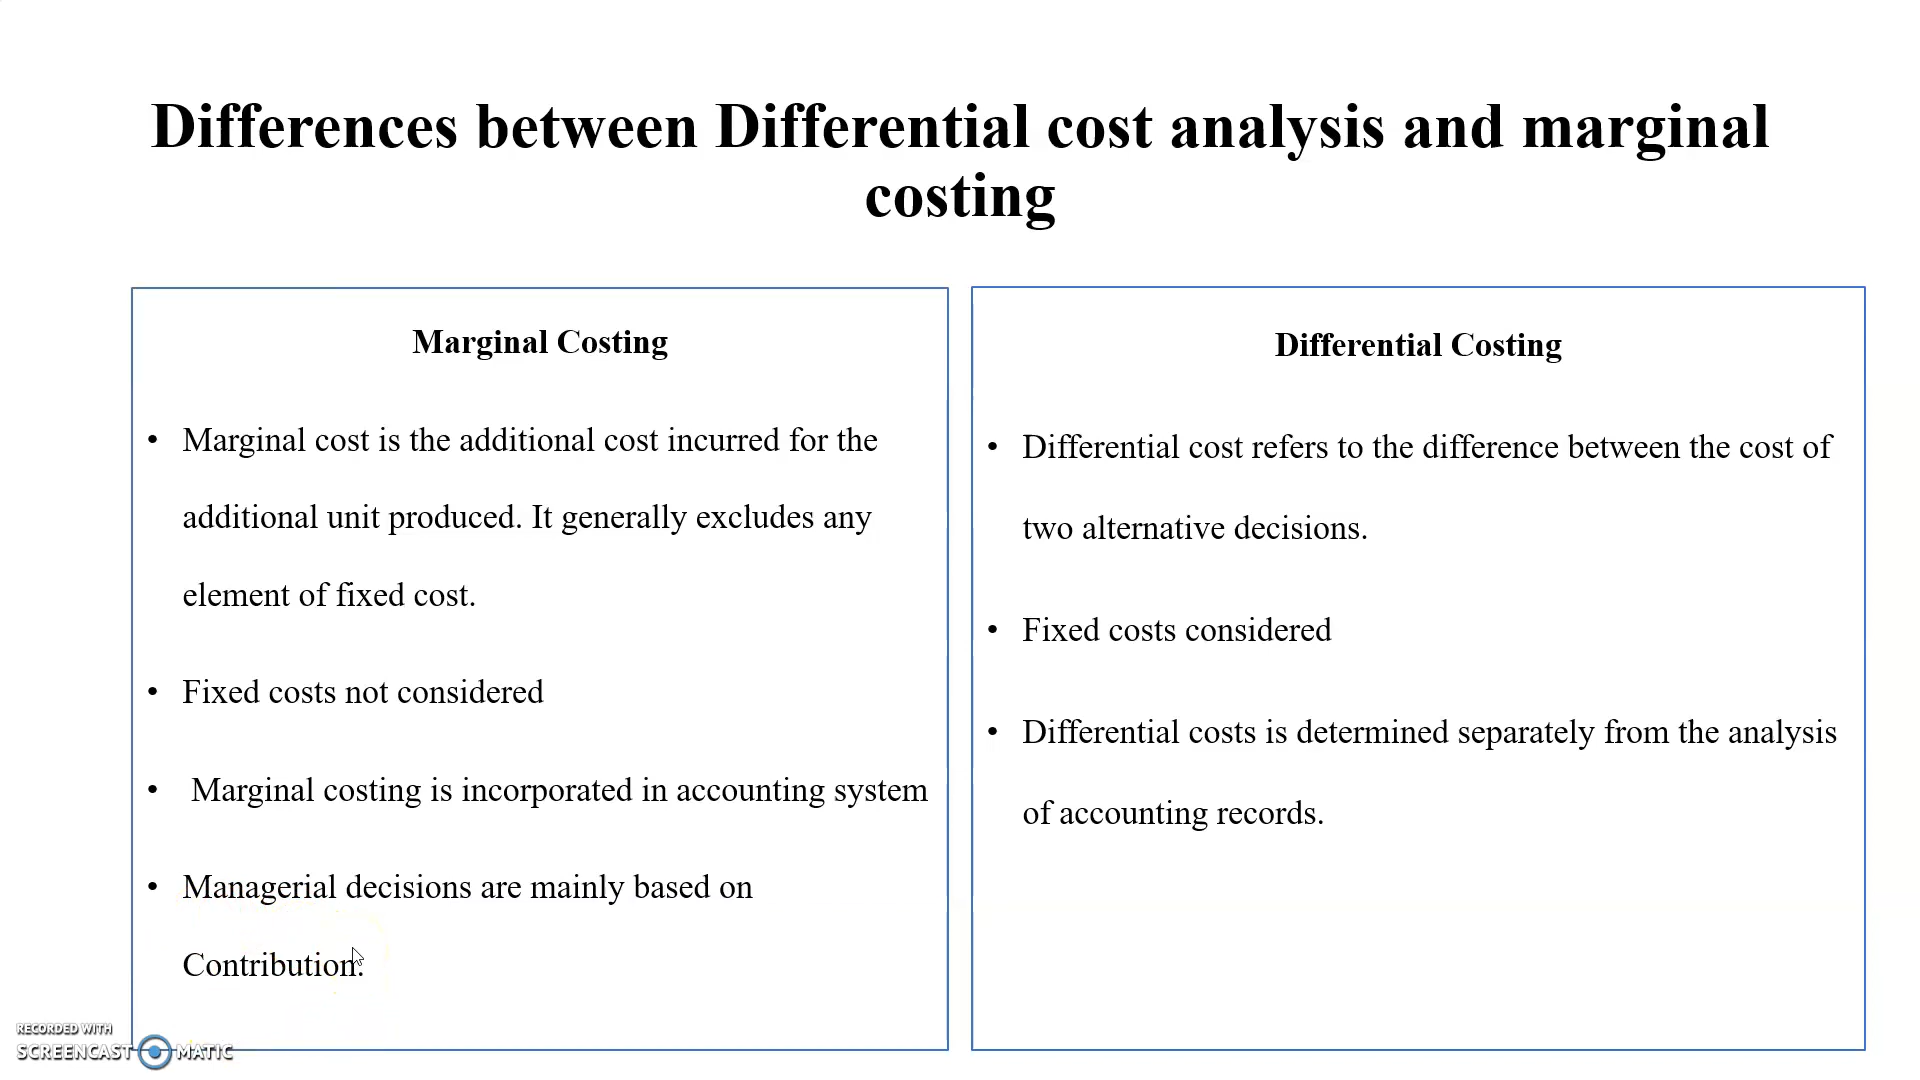 Differences between Differential cost analysis and marginal
costing
Marginal Costing
• Marginal cost is the additional cost incurred for the
additional unit produced. It generally excludes any
element of fixed cost.
• Fixed costs not considered
• Marginal costing is incorporated in accounting system
• Managerial decisions are mainly based on
Contribution.
Differential Costing
• Differential cost refers to the difference between the cost of
two alternative decisions.
• Fixed costs considered
• Differential costs is determined separately from the analysis
of accounting records.
RECORDED WITH
SCREENCAST MATIC